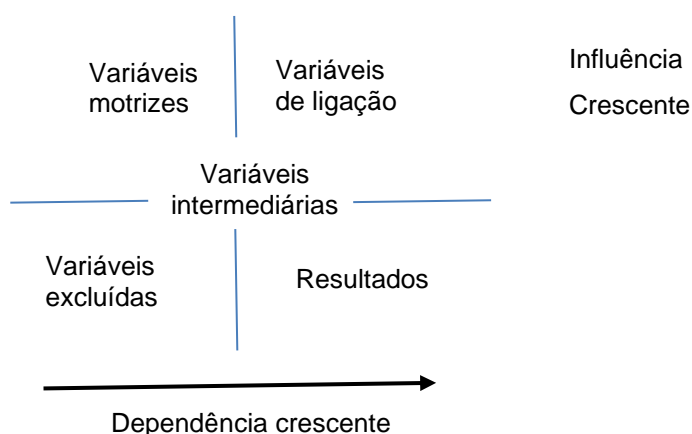 Variáveis
motrizes
Variáveis
de ligação
Influência
Crescente
Variáveis
intermediárias
Variáveis
excluídas
Resultados
Dependência crescente